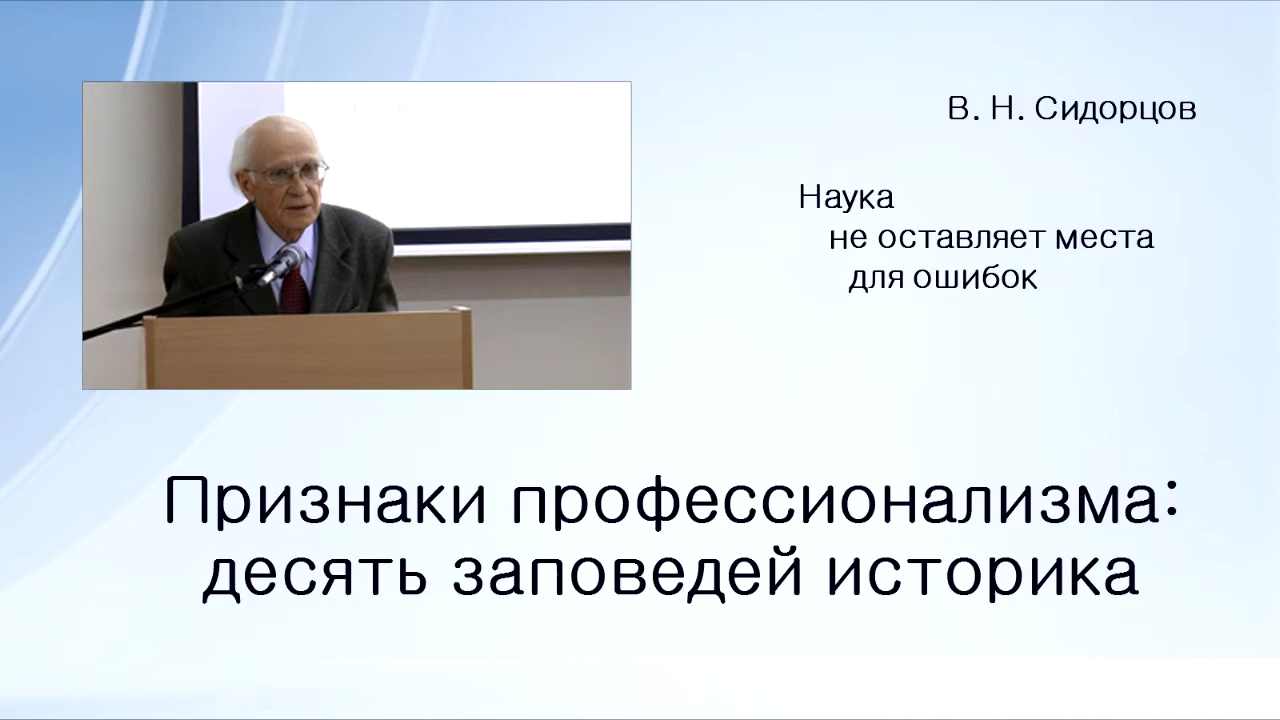 В. Н. Сидорцов
Наука
не оставляет места
для ошибок
Признаки профессионализма:
десять заповедей историка